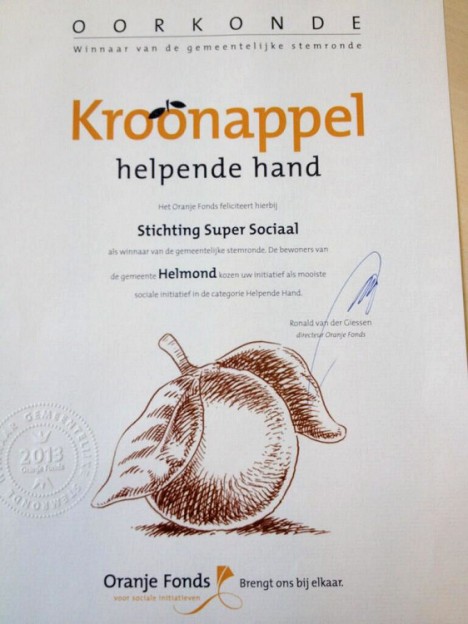 OORKONDE
Winnaar van de gemeentelijke stemronde
Kroonappel
helpende hand
Het Oranje Fonds feliciteert hierbij
Stichting Super Sociaal
als winnaar van de gemeentelijke stemronde. De bewoners van
de gemeente Helmond kozen uw initiatief als mooiste
sociale initiatief in de categorie Helpende Hand.
Ronald van der Giessen
directeur Oranje Fonds
GEMEENTELIJK
2013
Oranje Fonds
Oranje Fonds
Brengt ons bij elkaar.
voor sociale initiatieven